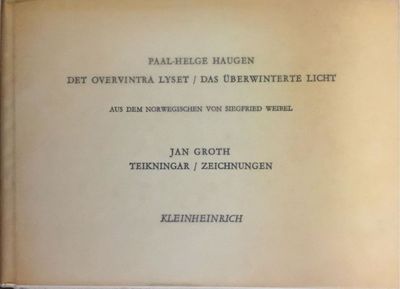 PAAL-HELGE HAUGEN
DET OVERVINTRA LYSET / DAS ÜBERWINTERTE LICHT
AUS DEM NORWEGISCHEN VON SIEGFRIED WEIBEL
JAN GROTH
TEIKNINGAR / ZEICHNUNGEN
KLEINHEINRICH